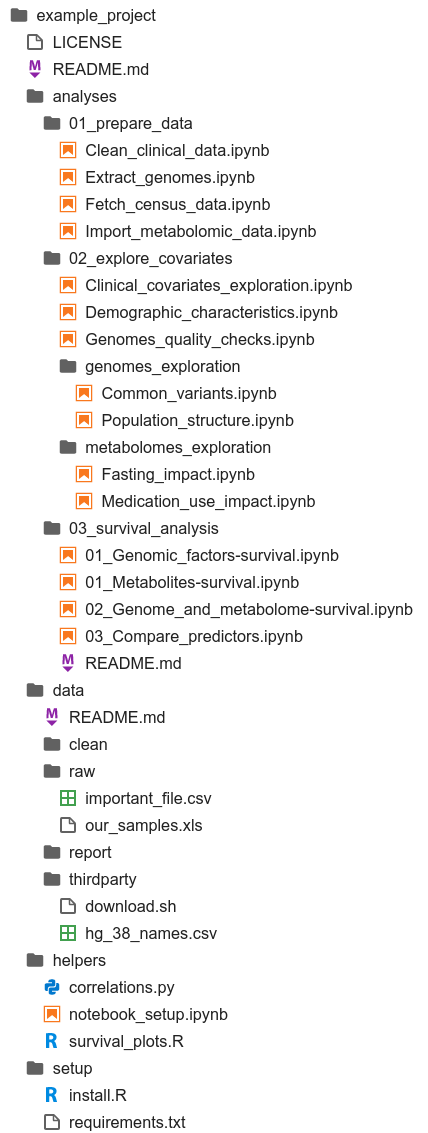 example_project
LICENSE
README.md
analyses
01_prepare_data
Clean_clinical_data.ipynb
Extract_genomes.ipynb
Fetch_census_data.ipynb
Import_metabolomic_data.ipynb
02_explore_covariates
Clinical_covariates_exploration.ipynb
Demographic_characteristics.ipynb
Genomes_quality_checks.ipynb
genomes_exploration
Common_variants.ipynb
Population_structure.ipynb
metabolomes_exploration
Fasting_impact.ipynb
Medication_use_impact.ipynb
03_survival_analysis
01_Genomic_factors-survival.ipynb
01_Metabolites-survival.ipynb
02_Genome_and_metabolome-survival.ipynb
03_Compare_predictors.ipynb
README.md
data
README.md
clean
raw
important_file.csv
our_samples.xls
report
thirdparty
download.sh
hg_38_names.csv
helpers
correlations.py
notebook_setup.ipynb
survival_plots.R
setup
install.R
requirements.txt